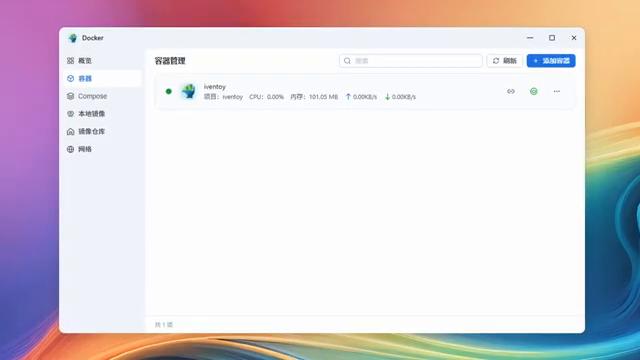 Docker
概览
容器
Compose
本地镜像
镜像仓库
网络
容器管理
搜索
刷新
+ 添加容器
iventoy
项目: iventoy CPU: 0.00% 内存: 101.05 MB ↑ 0.00KB/s ↓ 0.00KB/s
共 1 项